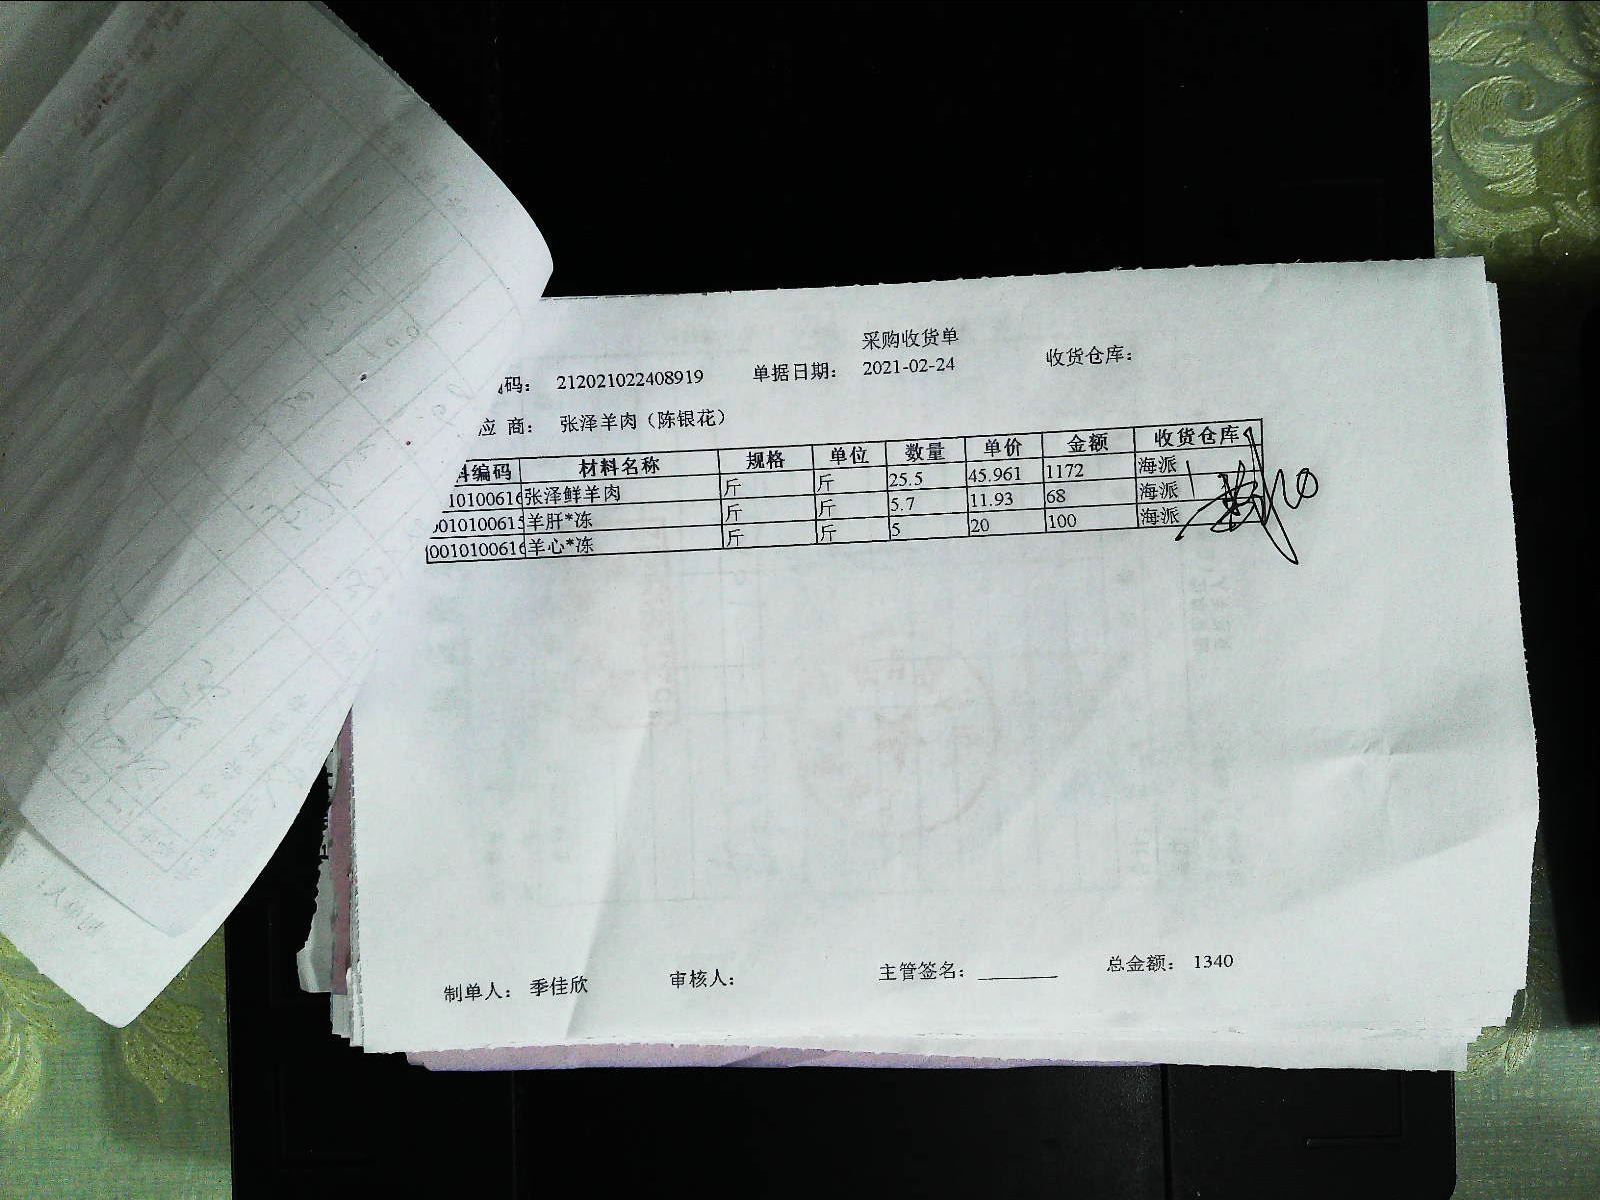 采购收货单
码： 212021022408919 单据日期： 2021-02-24 收货仓库：
应 商： 张泽羊肉（陈银花）
编码 材料名称 规格 单位 数量 单价 金额 收货仓库
10100616 张泽鲜羊肉 斤 斤 25.5 45.961 1172 海派
0010100615 羊肝*冻 斤 斤 5.7 11.93 68 海派
0010100616 羊心*冻 斤 斤 5 20 100 海派
制单人： 季佳欣 审核人： 主管签名： 总金额： 1340